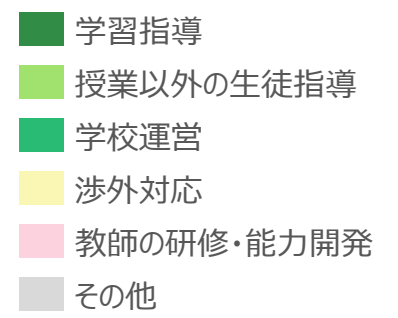 学習指導
授業以外の生徒指導
学校運営
渉外対応
教師の研修・能力開発
その他